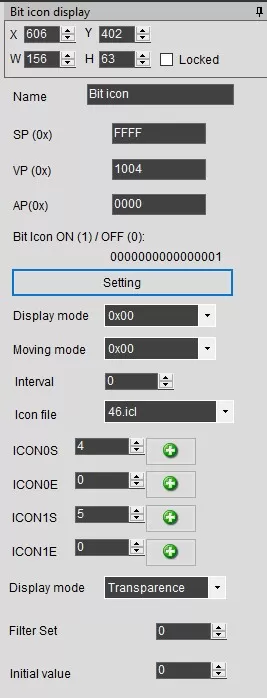 Bit icon display
X 606 Y 402
W 156 H 63 Locked
Name Bit icon
SP (0x) FFFF
VP (0x) 1004
AP(0x) 0000
Bit Icon ON (1) / OFF (0):
0000000000000001
Setting
Display mode 0x00
Moving mode 0x00
Interval 0
Icon file 46.icl
ICON0S 4
ICON0E 0
ICON1S 5
ICON1E 0
Display mode Transparence
Filter Set 0
Initial value 0